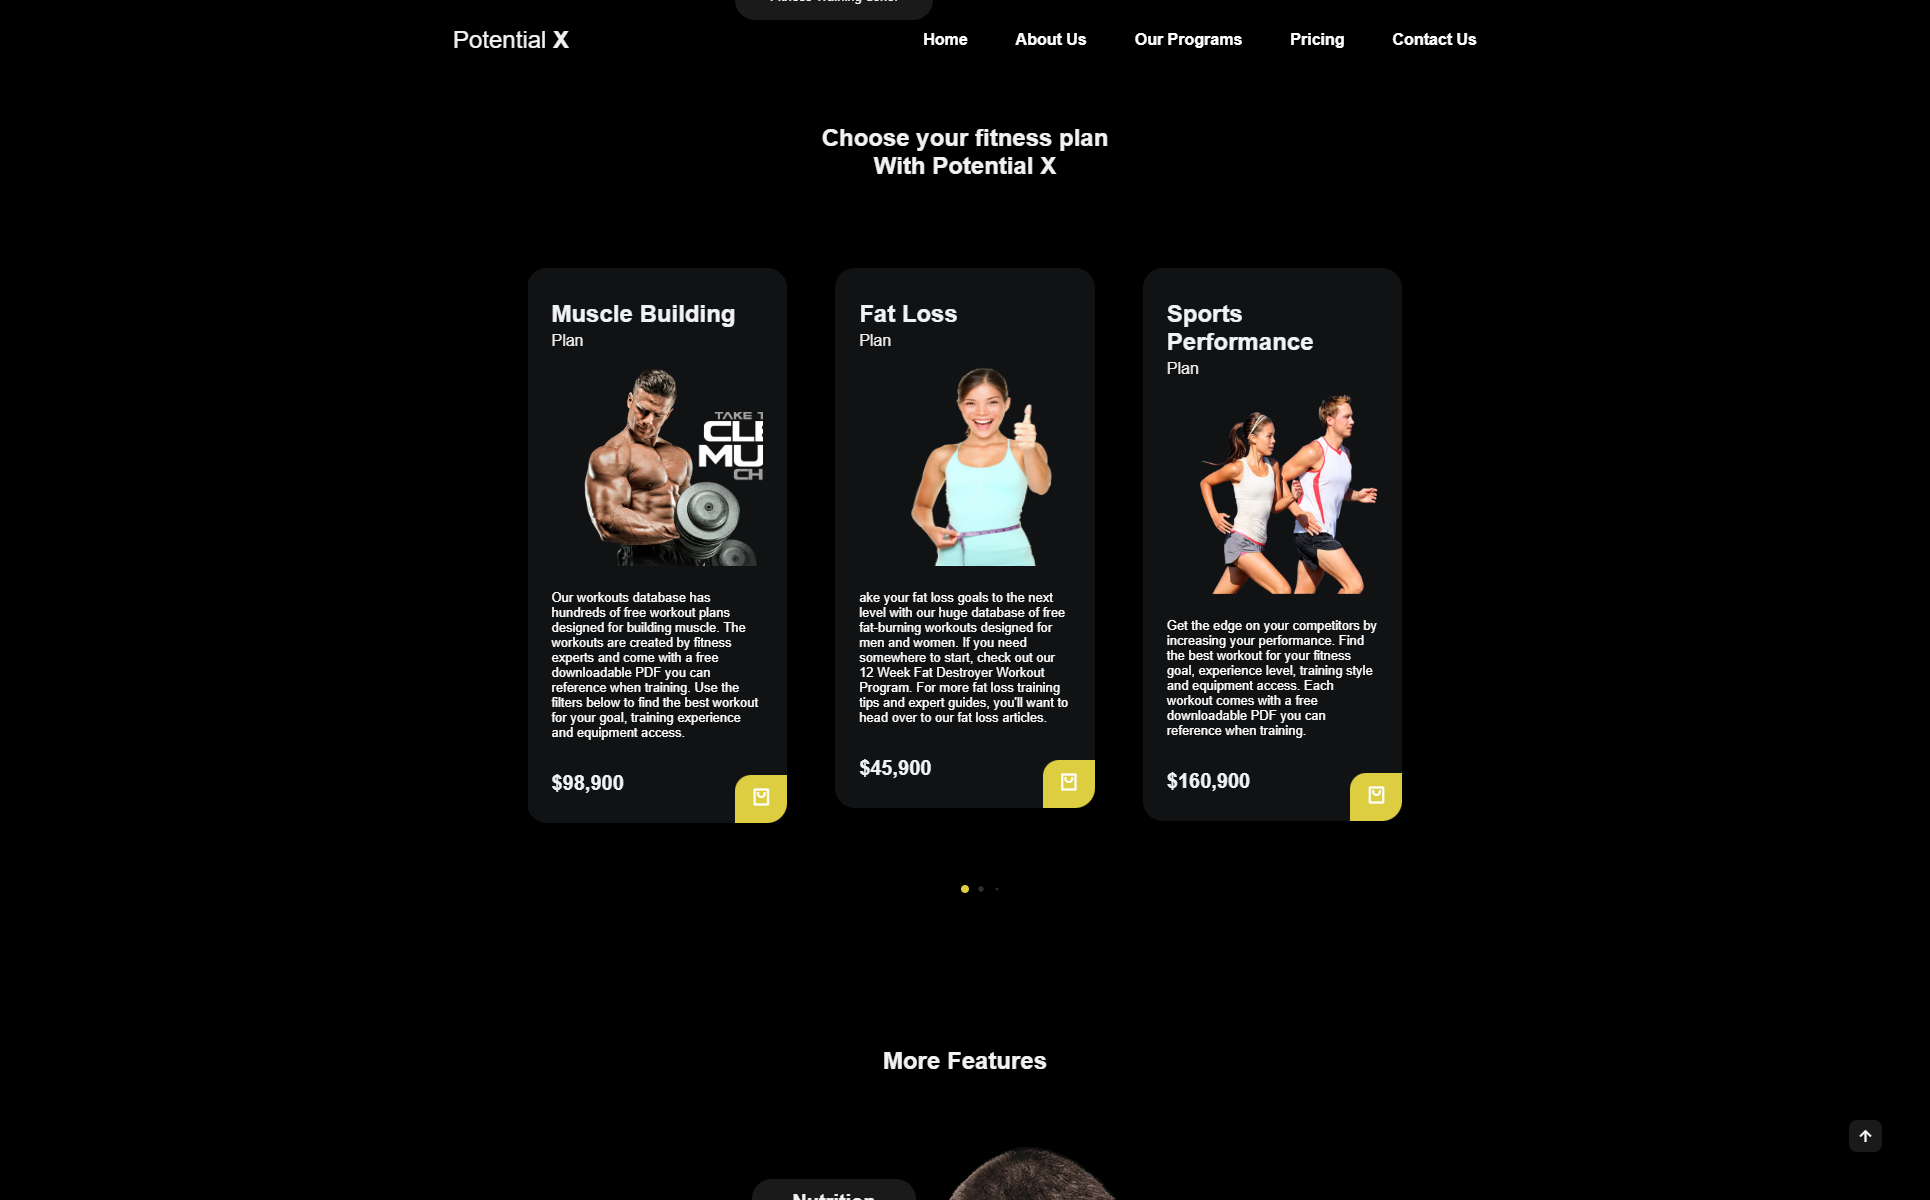 Potential X
Home
About Us
Our Programs
Pricing
Contact Us
Choose your fitness plan
With Potential X
Muscle Building
Plan
TAKE T
CLE
MU
CH
Our workouts database has
hundreds of free workout plans
designed for building muscle. The
workouts are created by fitness
experts and come with a free
downloadable PDF you can
reference when training. Use the
filters below to find the best workout
for your goal, training experience
and equipment access.
$98,900
Fat Loss
Plan
ake your fat loss goals to the next
level with our huge database of free
fat-burning workouts designed for
men and women. If you need
somewhere to start, check out our
12 Week Fat Destroyer Workout
Program. For more fat loss training
tips and expert guides, you'll want to
head over to our fat loss articles.
$45,900
Sports
Performance
Plan
Get the edge on your competitors by
increasing your performance. Find
the best workout for your fitness
goal, experience level, training style
and equipment access. Each
workout comes with a free
downloadable PDF you can
reference when training.
$160,900
More Features
Nutrition